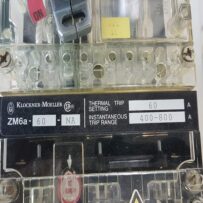 KLOCKNER-MOELLER
THERMAL TRIP SETTING 60 A
ZM6a-60-NA
INSTANTANEOUS TRIP RANGE 400-800 A